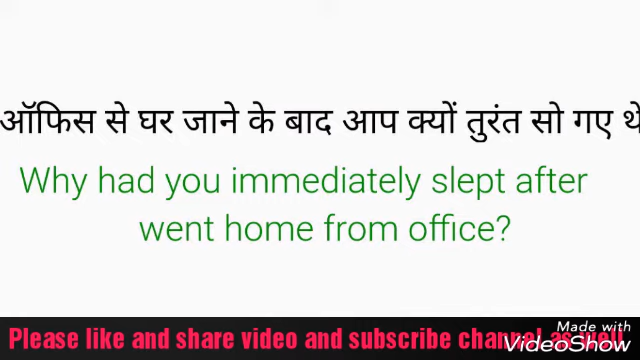 ऑफिस से घर जाने के बाद आप क्यों तुरंत सो गए थे
Why had you immediately slept after
went home from office?
Made with
VideoShow
Please like and share video and subscribe channel as well